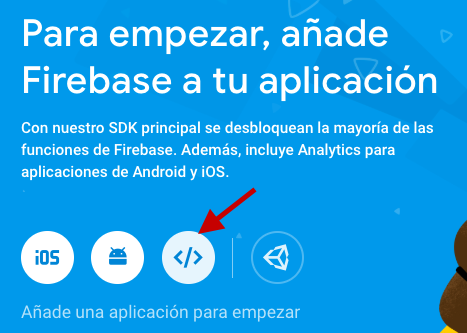 Para empezar, añade
Firebase a tu aplicación
Con nuestro SDK principal se desbloquean la mayoría de las
funciones de Firebase. Además, incluye Analytics para
aplicaciones de Android y iOS.
iOS
</>
Añade una aplicación para empezar